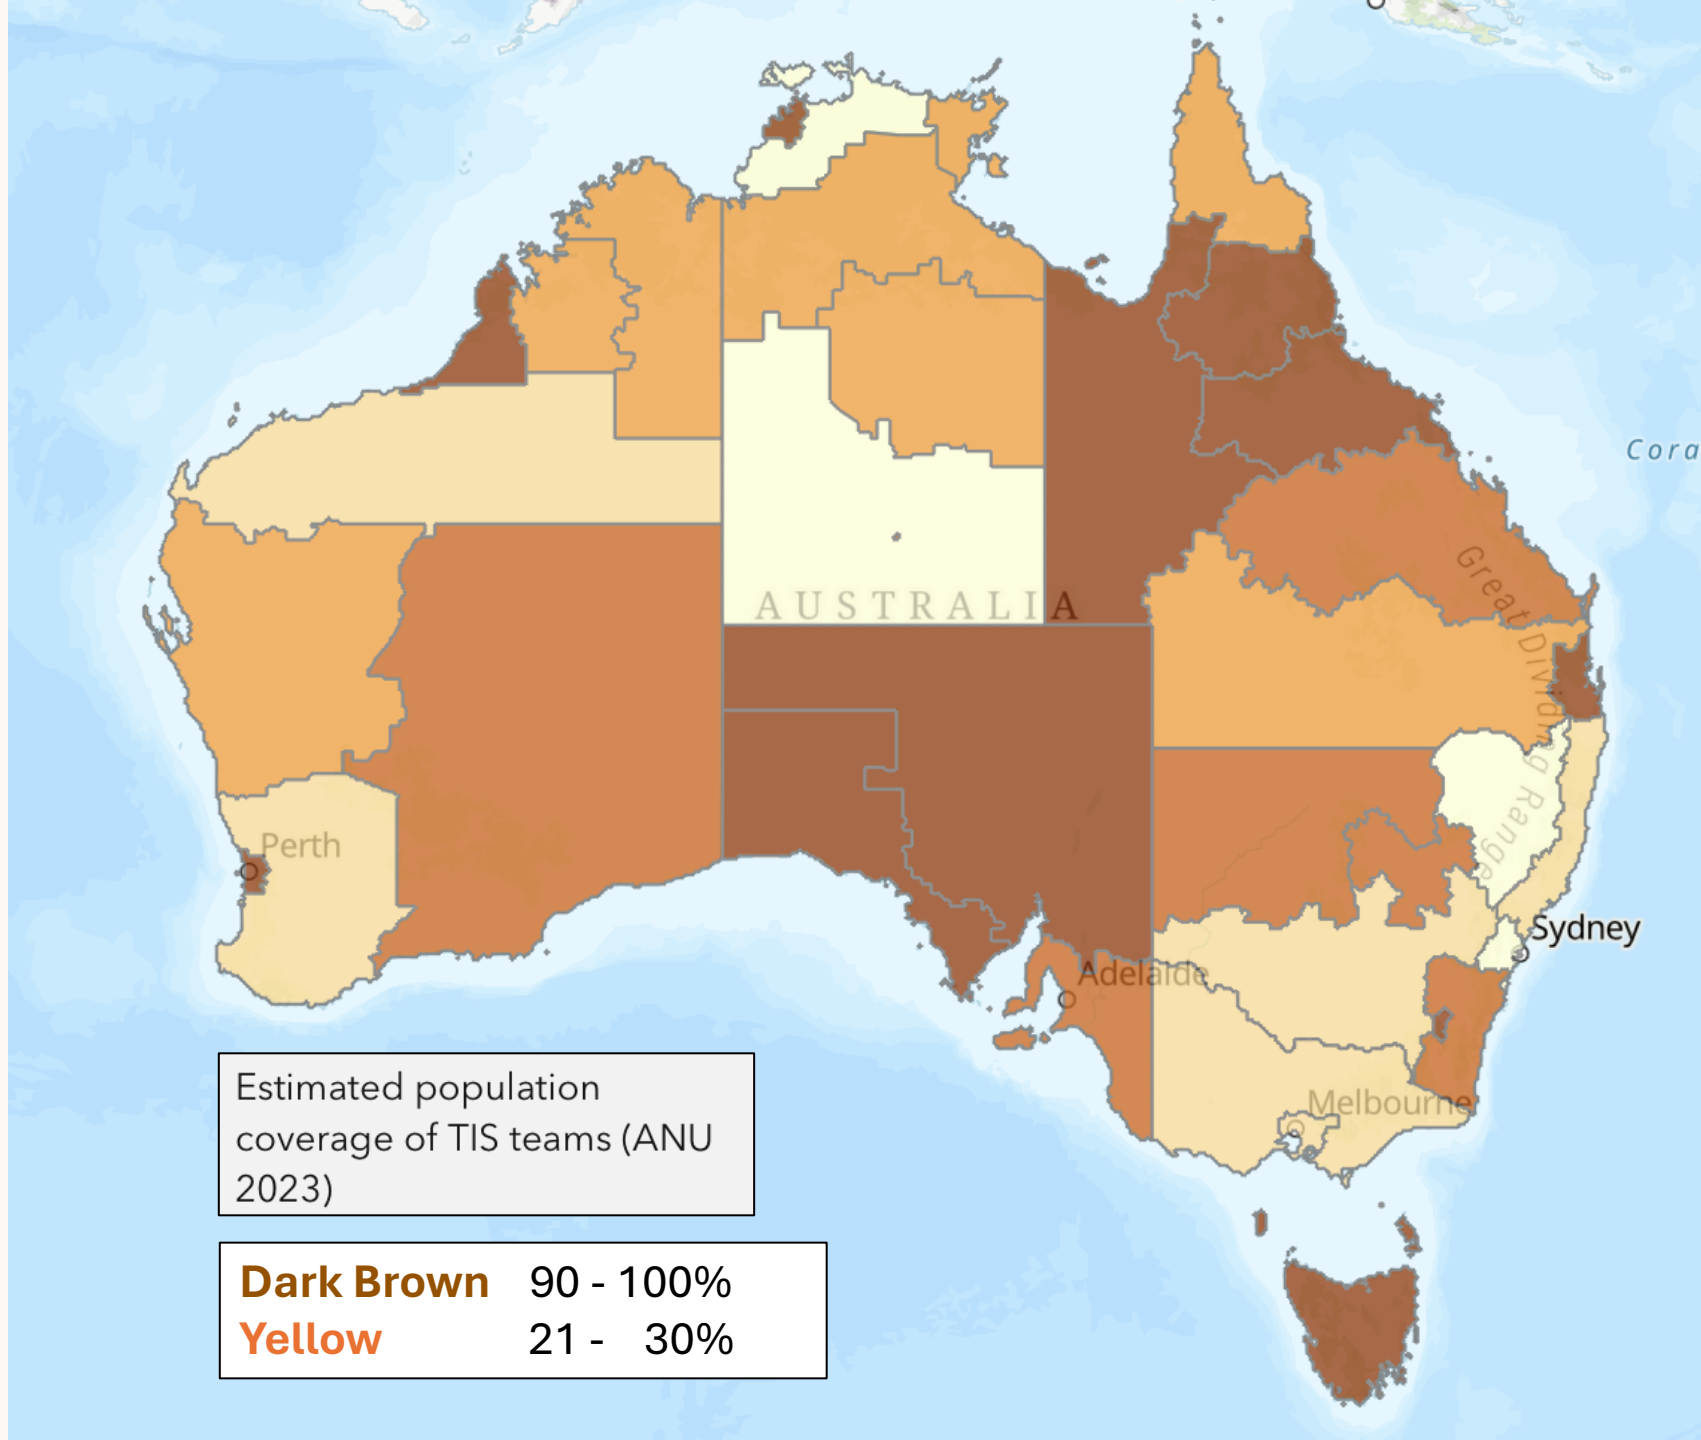 Cora
Great Dividing Range
AUSTRALIA
Perth
Sydney
Adelaide
Melbourne
Estimated population
coverage of TIS teams (ANU
2023)
Dark Brown 90 - 100%
Yellow 21 - 30%